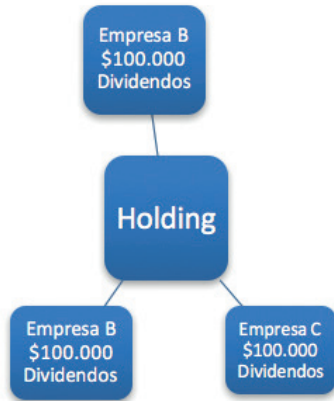 Empresa B
$100.000
Dividendos
Holding
Empresa B
$100.000
Dividendos
Empresa C
$100.000
Dividendos